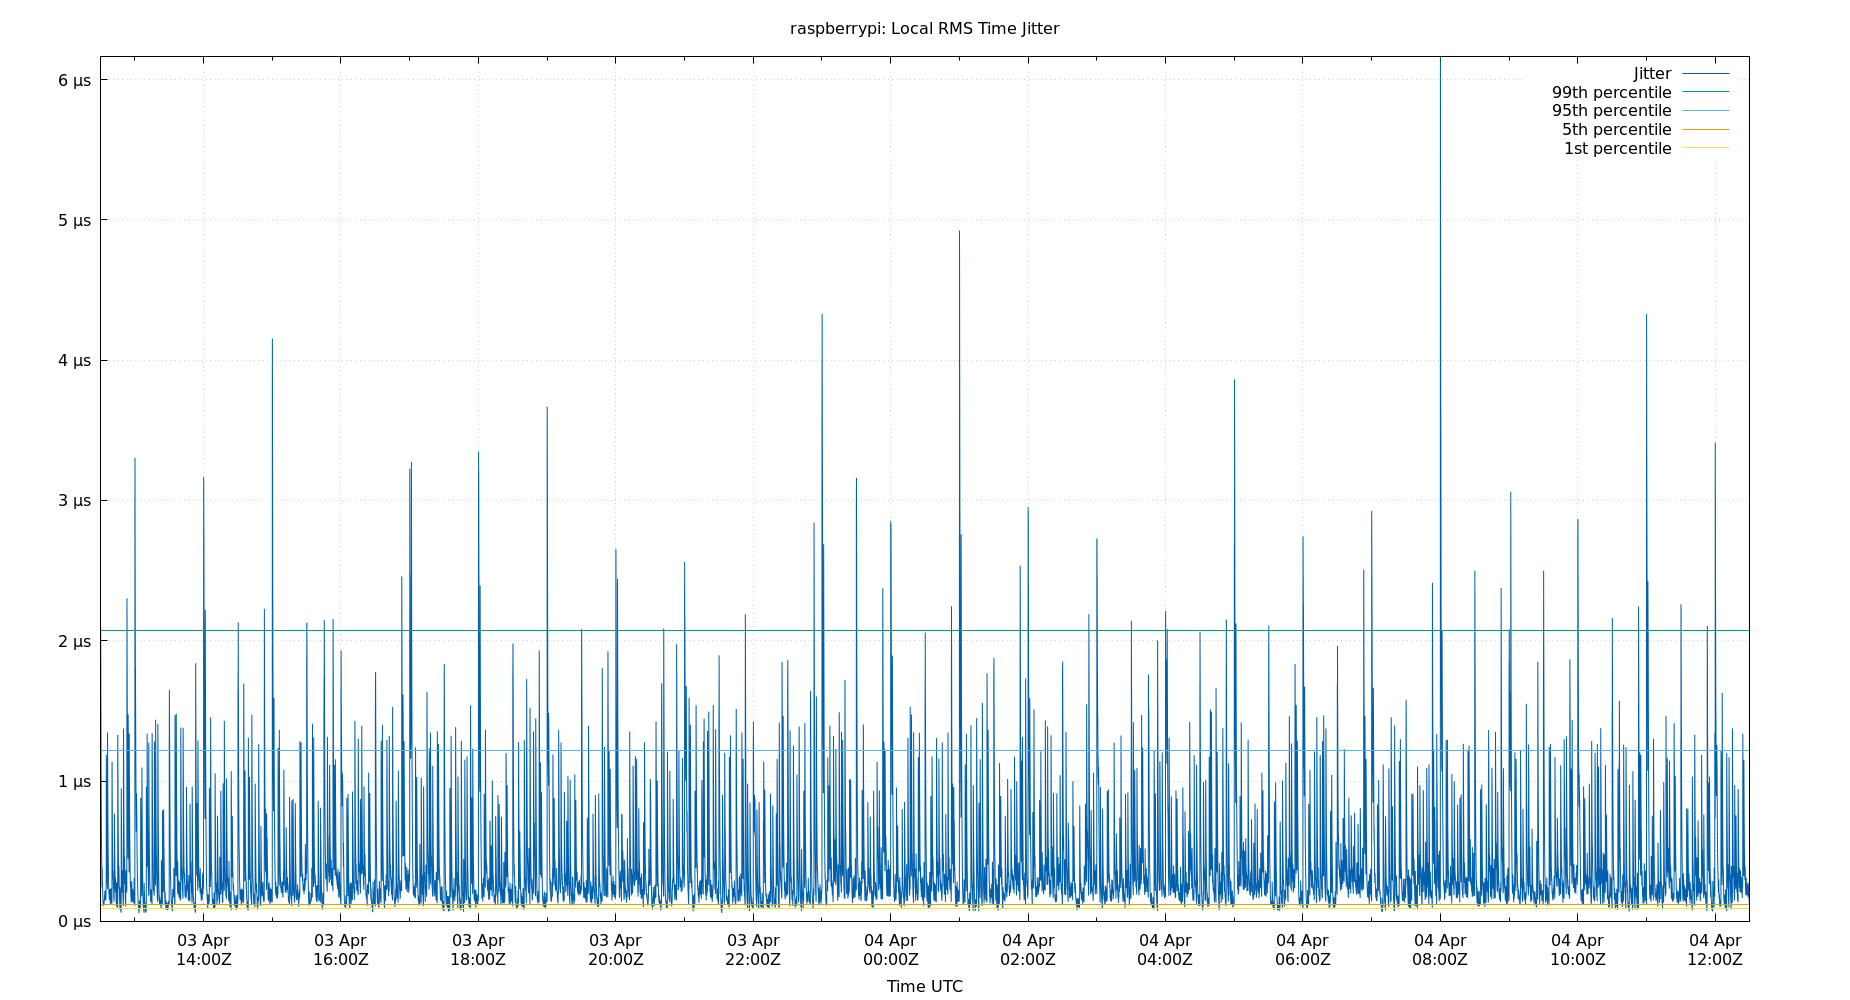 raspberrypi: Local RMS Time Jitter
6 µs
5 µs
4 µs
3 µs
2 µs
1 µs
0 µs
Jitter
99th percentile
95th percentile
5th percentile
1st percentile
03 Apr
14:00Z
03 Apr
16:00Z
03 Apr
18:00Z
03 Apr
20:00Z
03 Apr
22:00Z
04 Apr
00:00Z
04 Apr
02:00Z
04 Apr
04:00Z
04 Apr
06:00Z
04 Apr
08:00Z
04 Apr
10:00Z
04 Apr
12:00Z
Time UTC